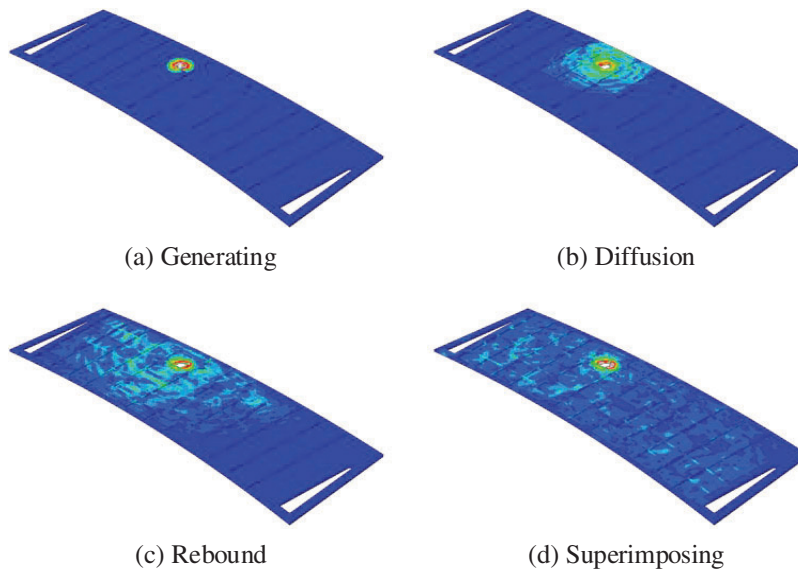 (a) Generating
(b) Diffusion
(c) Rebound
(d) Superimposing